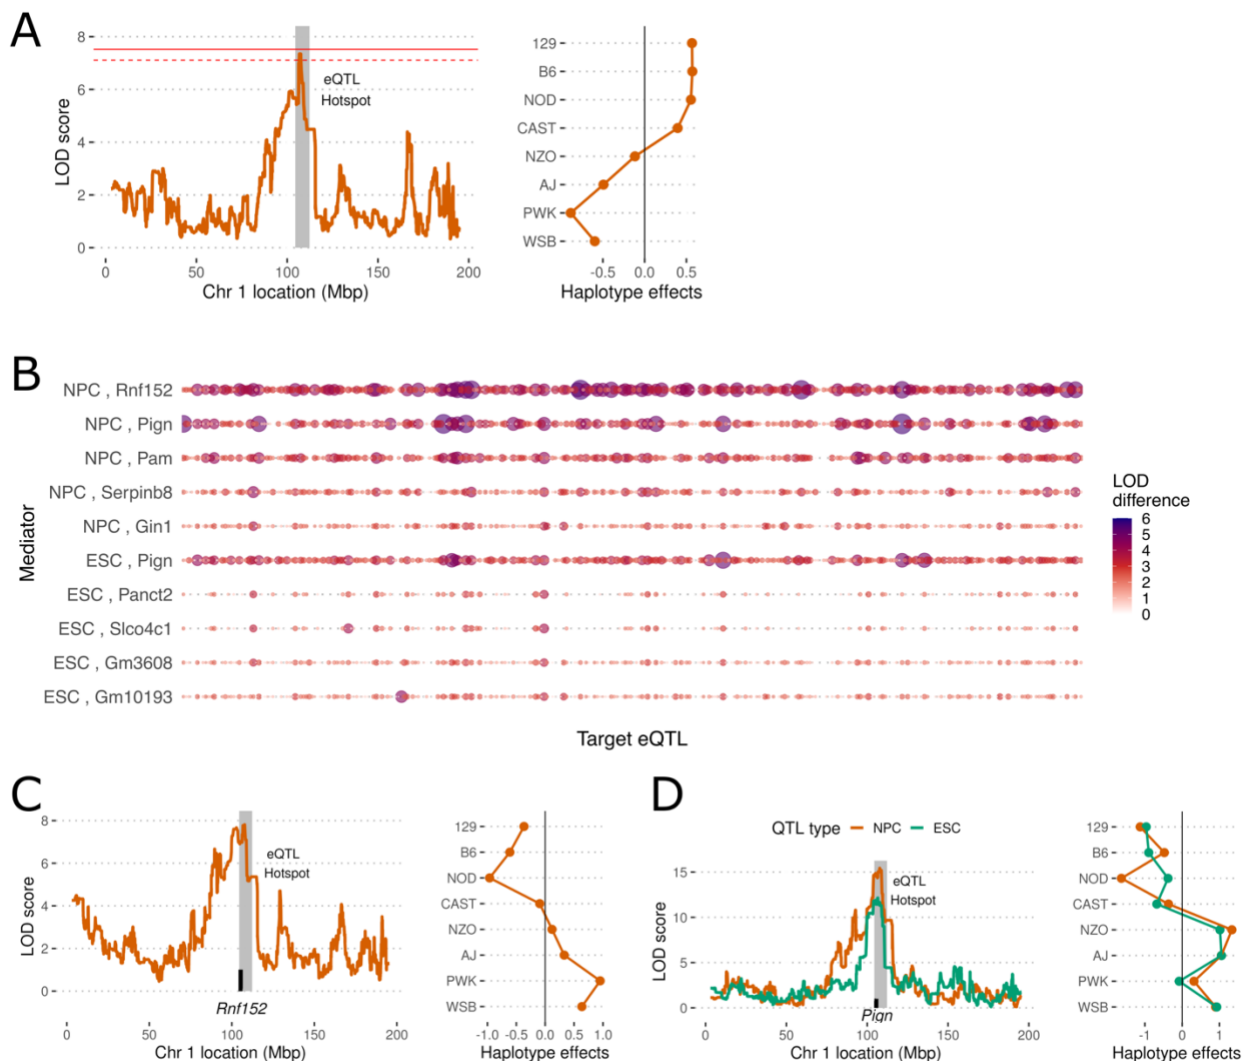 A
8
6
4
2
0
LOD score
eQTL
Hotspot
0 50 100 150 200
Chr 1 location (Mbp)
129
B6
NOD
CAST
NZO
AJ
PWK
WSB
-0.5 0.0 0.5
Haplotype effects
B
Mediator
NPC , Rnf152
NPC , Pign
NPC , Pam
NPC , Serpinb8
NPC , Gin1
ESC , Pign
ESC , Panct2
ESC , Slco4c1
ESC , Gm3608
ESC , Gm10193
Target eQTL
LOD
difference
6
5
4
3
2
1
0
C
8
6
4
2
0
LOD score
eQTL
Hotspot
Rnf152
0 50 100 150 200
Chr 1 location (Mbp)
129
B6
NOD
CAST
NZO
AJ
PWK
WSB
-1.0 -0.5 0.0 0.5 1.0
Haplotype effects
D
QTL type NPC ESC
15
10
5
0
LOD score
eQTL
Hotspot
Pign
0 50 100 150 200
Chr 1 location (Mbp)
129
B6
NOD
CAST
NZO
AJ
PWK
WSB
-1 0 1
Haplotype effects